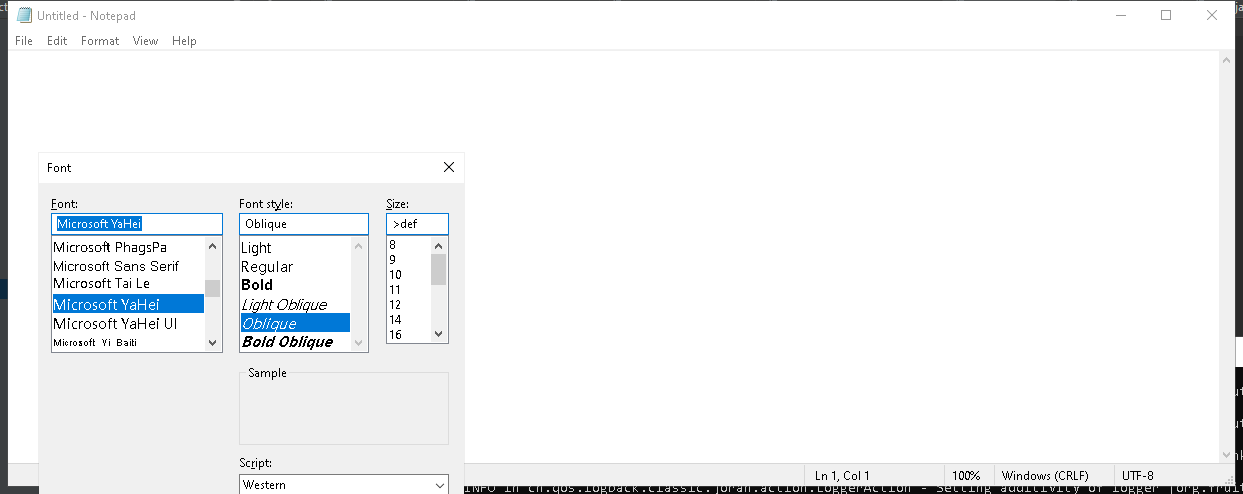 Untitled - Notepad
File Edit Format View Help
Font
Font: Font style: Size:
Microsoft YaHei Oblique >def
Microsoft PhagsPa Light 8
Microsoft Sans Serif Regular 9
Microsoft Tai Le Bold 10
Microsoft YaHei Light Oblique 11
Microsoft YaHei UI Oblique 12
Microsoft Yi Baiti Bold Oblique 14
16
Sample
Script:
Western
Ln 1, Col 1 100% Windows (CRLF) UTF-8
INFO in ch.qos.logback.classic.joran.action.LoggerAction - Setting additivity of logger